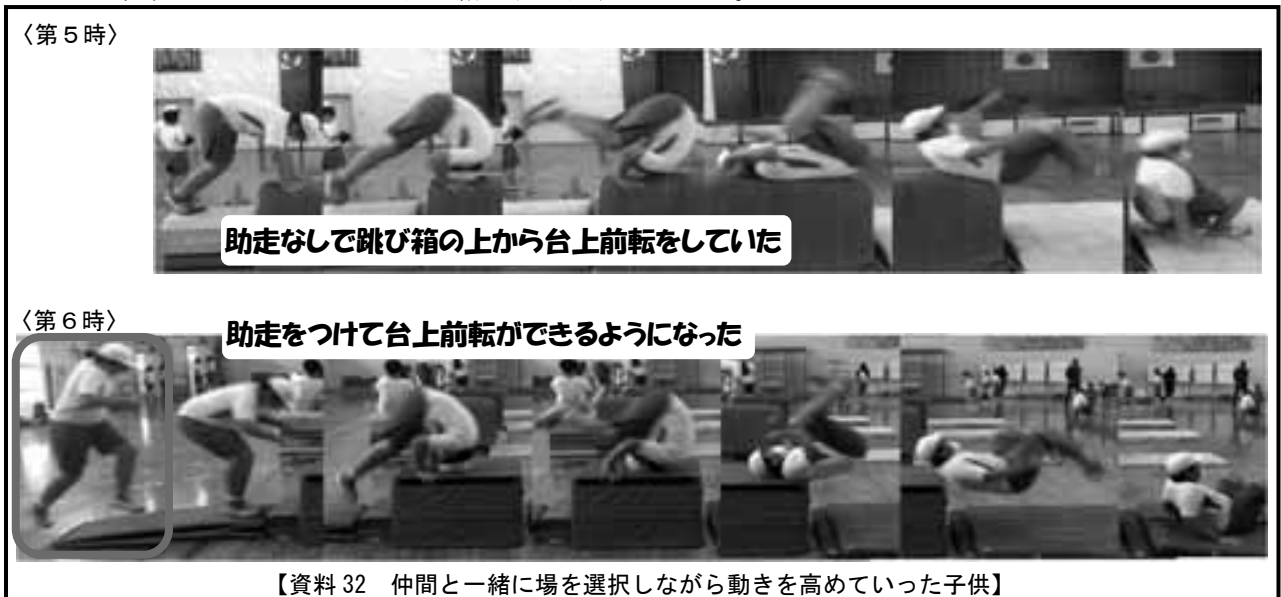 〈第5時〉
助走なしで跳び箱の上から台上前転をしていた
〈第6時〉
助走をつけて台上前転ができるようになった
【資料 32　仲間と一緒に場を選択しながら動きを高めていった子供】